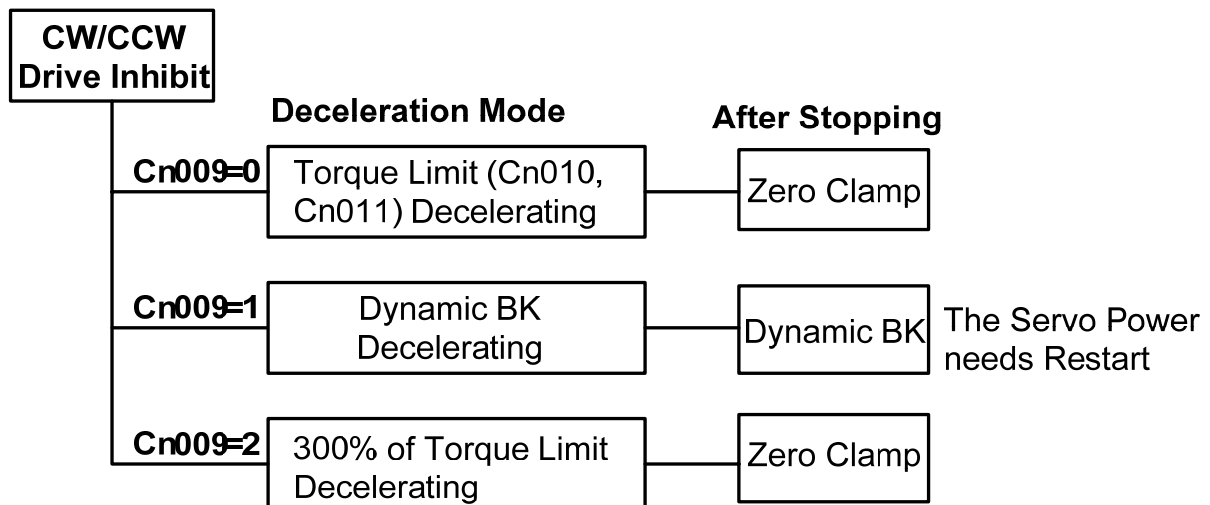 CW/CCW
Drive Inhibit
Deceleration Mode
After Stopping
Cn009=0
Torque Limit (Cn010,
Cn011) Decelerating
Zero Clamp
Cn009=1
Dynamic BK
Decelerating
Dynamic BK
The Servo Power
needs Restart
Cn009=2
300% of Torque Limit
Decelerating
Zero Clamp